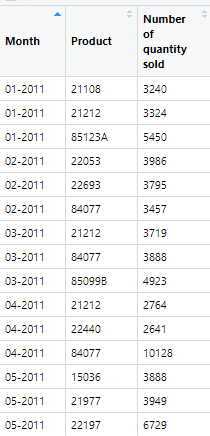 Month Product Number of quantity sold
01-2011 21108 3240
01-2011 21212 3324
01-2011 85123A 5450
02-2011 22053 3986
02-2011 22693 3795
02-2011 84077 3457
03-2011 21212 3719
03-2011 84077 3888
03-2011 85099B 4923
04-2011 21212 2764
04-2011 22440 2641
04-2011 84077 10128
05-2011 15036 3888
05-2011 21977 3949
05-2011 22197 6729